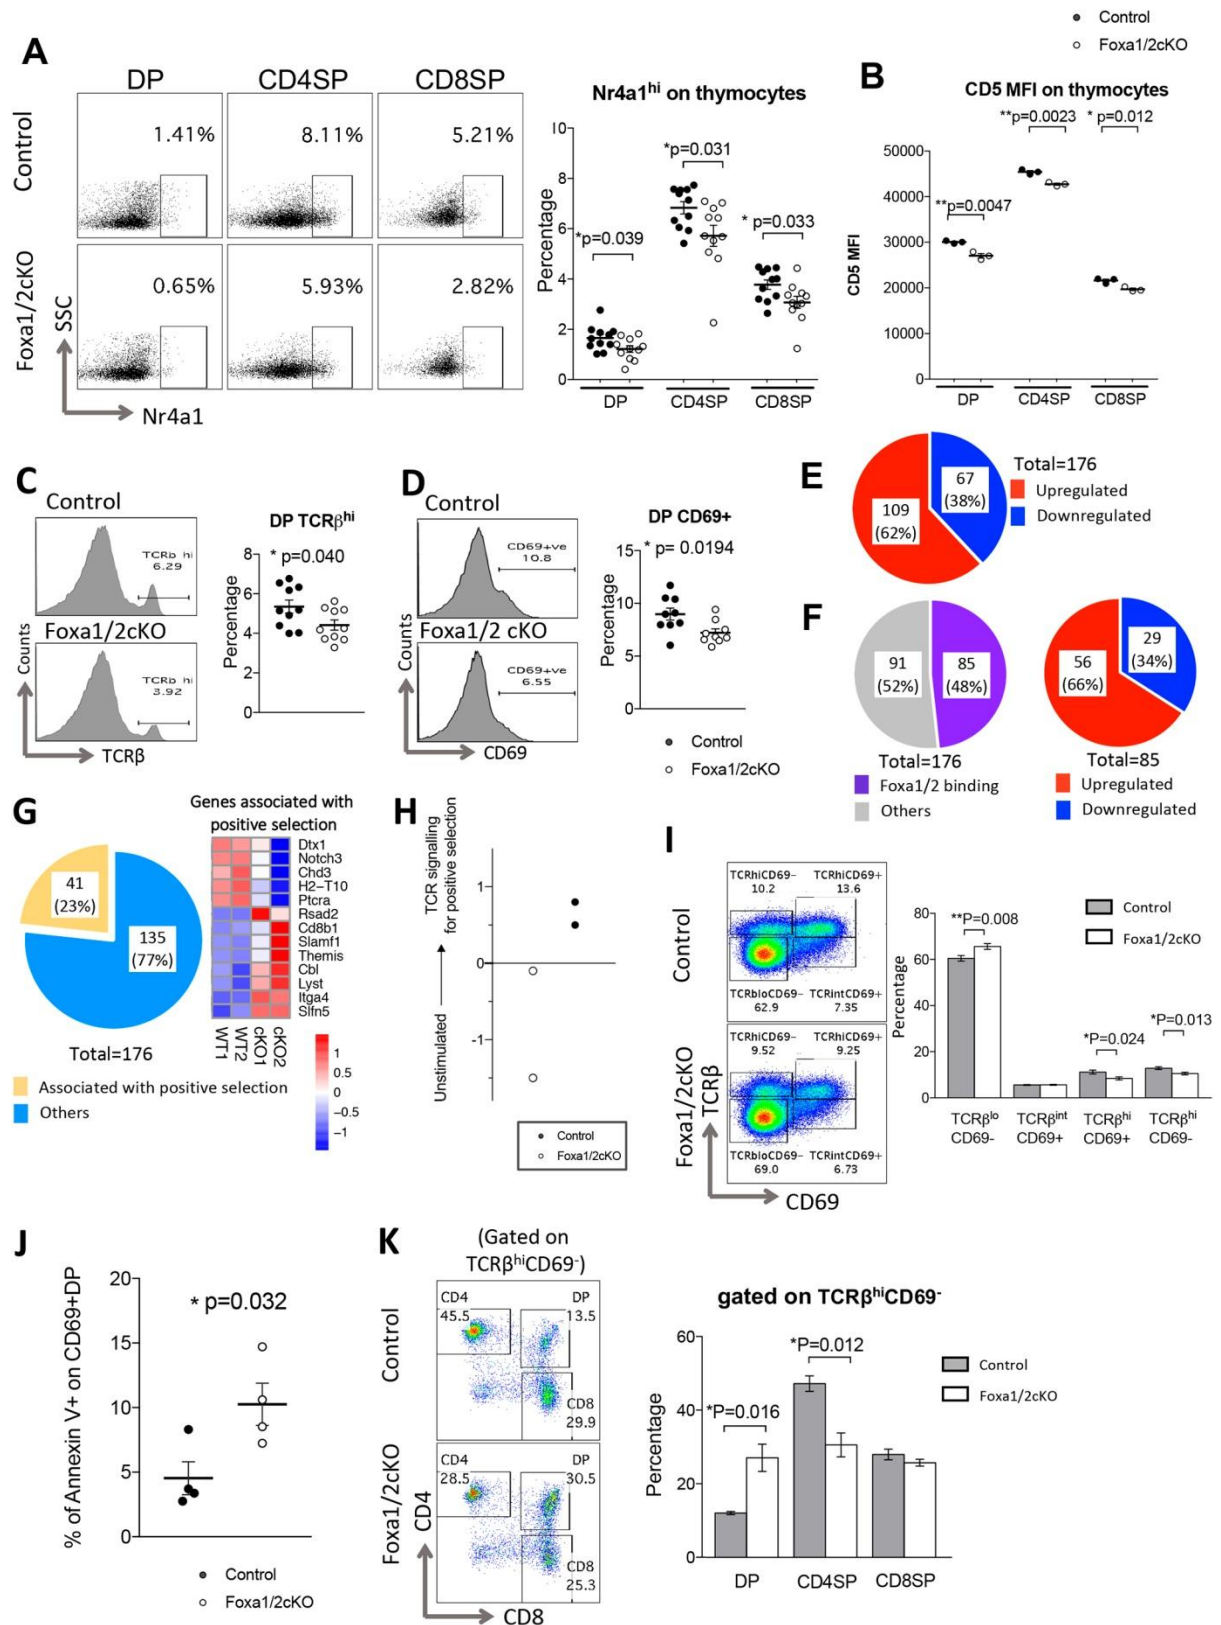 Control
Foxa1/2cKO
A
DP
CD4SP
CD8SP
Control
1.41%
8.11%
5.21%
Foxa1/2cKO
0.65%
5.93%
2.82%
SSC
Nr4a1
Nr4a1hi on thymocytes
Percentage
10
8
6
4
2
0
*p=0.039
*p=0.031
* p=0.033
DP
CD4SP
CD8SP
B
CD5 MFI on thymocytes
**p=0.0023
* p=0.012
**p=0.0047
CD5 MFI
50000
40000
30000
20000
10000
0
DP
CD4SP
CD8SP
C
Control
TCRb hi
6.29
Foxa1/2cKO
TCRb hi
3.92
Counts
TCRβ
DP TCRβhi
* p=0.040
Percentage
8
6
4
2
0
D
Control
CD69+ve
10.8
Foxa1/2 cKO
CD69+ve
6.55
Counts
CD69
DP CD69+
* p= 0.0194
Percentage
15
10
5
0
Control
Foxa1/2cKO
E
109
(62%)
67
(38%)
Total=176
Upregulated
Downregulated
F
91
(52%)
85
(48%)
Total=176
Foxa1/2 binding
Others
56
(66%)
29
(34%)
Total=85
Upregulated
Downregulated
G
41
(23%)
135
(77%)
Total=176
Associated with positive selection
Others
Genes associated with
positive selection
Dtx1
Notch3
Chd3
H2-T10
Ptcra
Rsad2
Cd8b1
Slamf1
Themis
Cbl
Lyst
Itga4
Slfn5
WT1
WT2
cKO1
cKO2
1
0.5
0
−0.5
−1
H
TCR signalling
for positive selection
Unstimulated
1
0
-1
Control
Foxa1/2cKO
I
Control
TCRhiCD69−
10.2
TCRhiCD69+
13.6
TCRbloCD69−
62.9
TCRintCD69+
7.35
Foxa1/2cKO
TCRhiCD69−
9.52
TCRhiCD69+
9.25
TCRbloCD69−
69.0
TCRintCD69+
6.73
TCRβ
CD69
Percentage
80
60
40
20
0
**P=0.008
*P=0.024
*P=0.013
Control
Foxa1/2cKO
TCRβlo
CD69-
TCRβint
CD69+
TCRβhi
CD69+
TCRβhi
CD69-
J
% of Annexin V+ on CD69+DP
20
15
10
5
0
* p=0.032
Control
Foxa1/2cKO
K
(Gated on
TCRβhiCD69-)
Control
CD4
45.5
DP
13.5
CD8
29.9
Foxa1/2cKO
CD4
28.5
DP
30.5
CD8
25.3
CD4
CD8
gated on TCRβhiCD69-
Percentage
60
40
20
0
*P=0.016
*P=0.012
Control
Foxa1/2cKO
DP
CD4SP
CD8SP